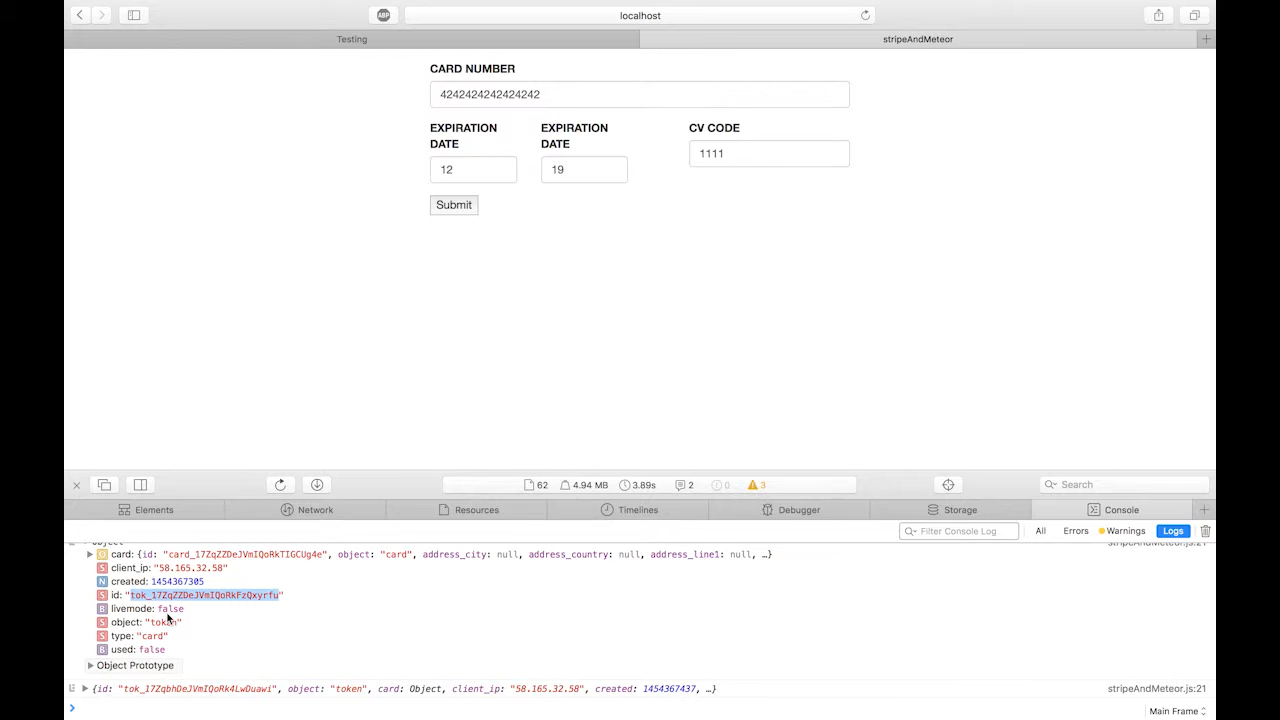 ABP
localhost
Testing
stripeAndMeteor
CARD NUMBER
4242424242424242
EXPIRATION DATE
EXPIRATION DATE
CV CODE
12
19
1111
Submit
62
4.94 MB
3.89s
2
0
3
Search
Elements
Network
Resources
Timelines
Debugger
Storage
Console
Filter Console Log
All
Errors
Warnings
Logs
card: {id: "card_17ZqZZDeJVmIQoRkTIGCUg4e", object: "card", address_city: null, address_country: null, address_line1: null, …}
S client_ip: "58.165.32.58"
N created: 1454367305
S id: "tok_17ZqZZDeJVmIQoRkFzQxyrfu"
B livemode: false
S object: "token"
S type: "card"
B used: false
Object Prototype
{id: "tok_17ZqbhDeJVmIQoRk4LwDuawi", object: "token", card: Object, client_ip: "58.165.32.58", created: 1454367437, …}
stripeAndMeteor.js:21
Main Frame